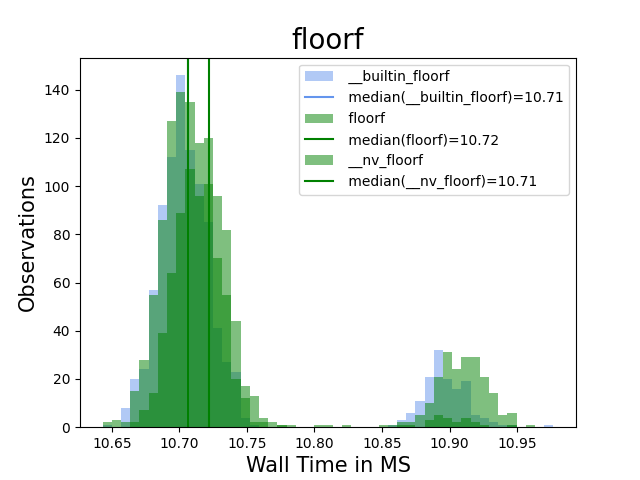 floorf
__builtin_floorf
median(__builtin_floorf)=10.71
floorf
median(floorf)=10.72
__nv_floorf
median(__nv_floorf)=10.71
Observations
140
120
100
80
60
40
20
0
10.65 10.70 10.75 10.80 10.85 10.90 10.95
Wall Time in MS